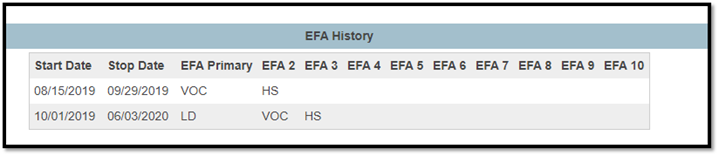 EFA History
Start Date Stop Date EFA Primary EFA 2 EFA 3 EFA 4 EFA 5 EFA 6 EFA 7 EFA 8 EFA 9 EFA 10
08/15/2019 09/29/2019 VOC HS
10/01/2019 06/03/2020 LD VOC HS